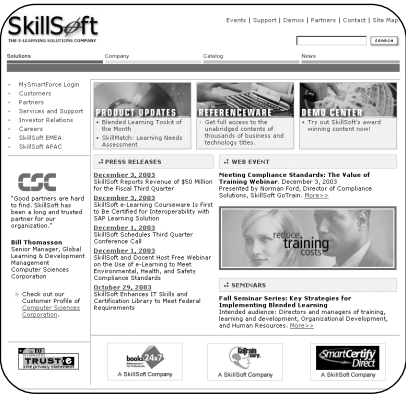 SkillSoft
THE E-LEARNING SOLUTIONS COMPANY
Events | Support | Demos | Partners | Contact | Site Map
SEARCH
Solutions Company Catalog News
MySmartForce Login
Customers
Partners
Services and Support
Investor Relations
Careers
SkillSoft EMEA
SkillSoft APAC
CSC
"Good partners are hard
to find. SkillSoft has
been a long and trusted
partner for our
organization."
Bill Thomasson
Senior Manager, Global
Learning & Development
Management
Computer Sciences
Corporation
» Check out our
Customer Profile of
Computer Sciences
Corporation.
TRUSTe
site privacy statement
PRODUCT UPDATES
• Blended Learning Toolkit of
the Month
• SkillMatch: Learning Needs
Assessment
REFERENCEWARE
Get full access to the
unabridged contents of
thousands of business and
technology titles.
DEMO CENTER
• Try out SkillSoft's award
winning content now!
PRESS RELEASES
December 3, 2003
SkillSoft Reports Revenue of $50 Million
for the Fiscal Third Quarter
December 3, 2003
SkillSoft e-Learning Courseware Is First
to Be Certified for Interoperability with
SAP Learning Solution
December 1, 2003
SkillSoft Schedules Third Quarter
Conference Call
December 1, 2003
SkillSoft and Docent Host Free Webinar
on the Use of e-Learning to Meet
Environmental, Health, and Safety
Compliance Standards
October 29, 2003
SkillSoft Enhances IT Skills and
Certification Library to Meet Federal
Requirements
WEB EVENT
Meeting Compliance Standards: The Value of
Training Webinar. December 3, 2003
Presented by Norman Ford, Director of Compliance
Solutions, SkillSoft GoTrain. More>>
reduce
training
costs
SEMINARS
Fall Seminar Series: Key Strategies for
Implementing Blended Learning
Intended audience: Directors and managers of training,
learning and development, Organizational Development,
and Human Resources. More>>
books24x7
A SkillSoft Company
GoTrain
corp.
A SkillSoft Company
SmartCertify
Direct
A SkillSoft Company